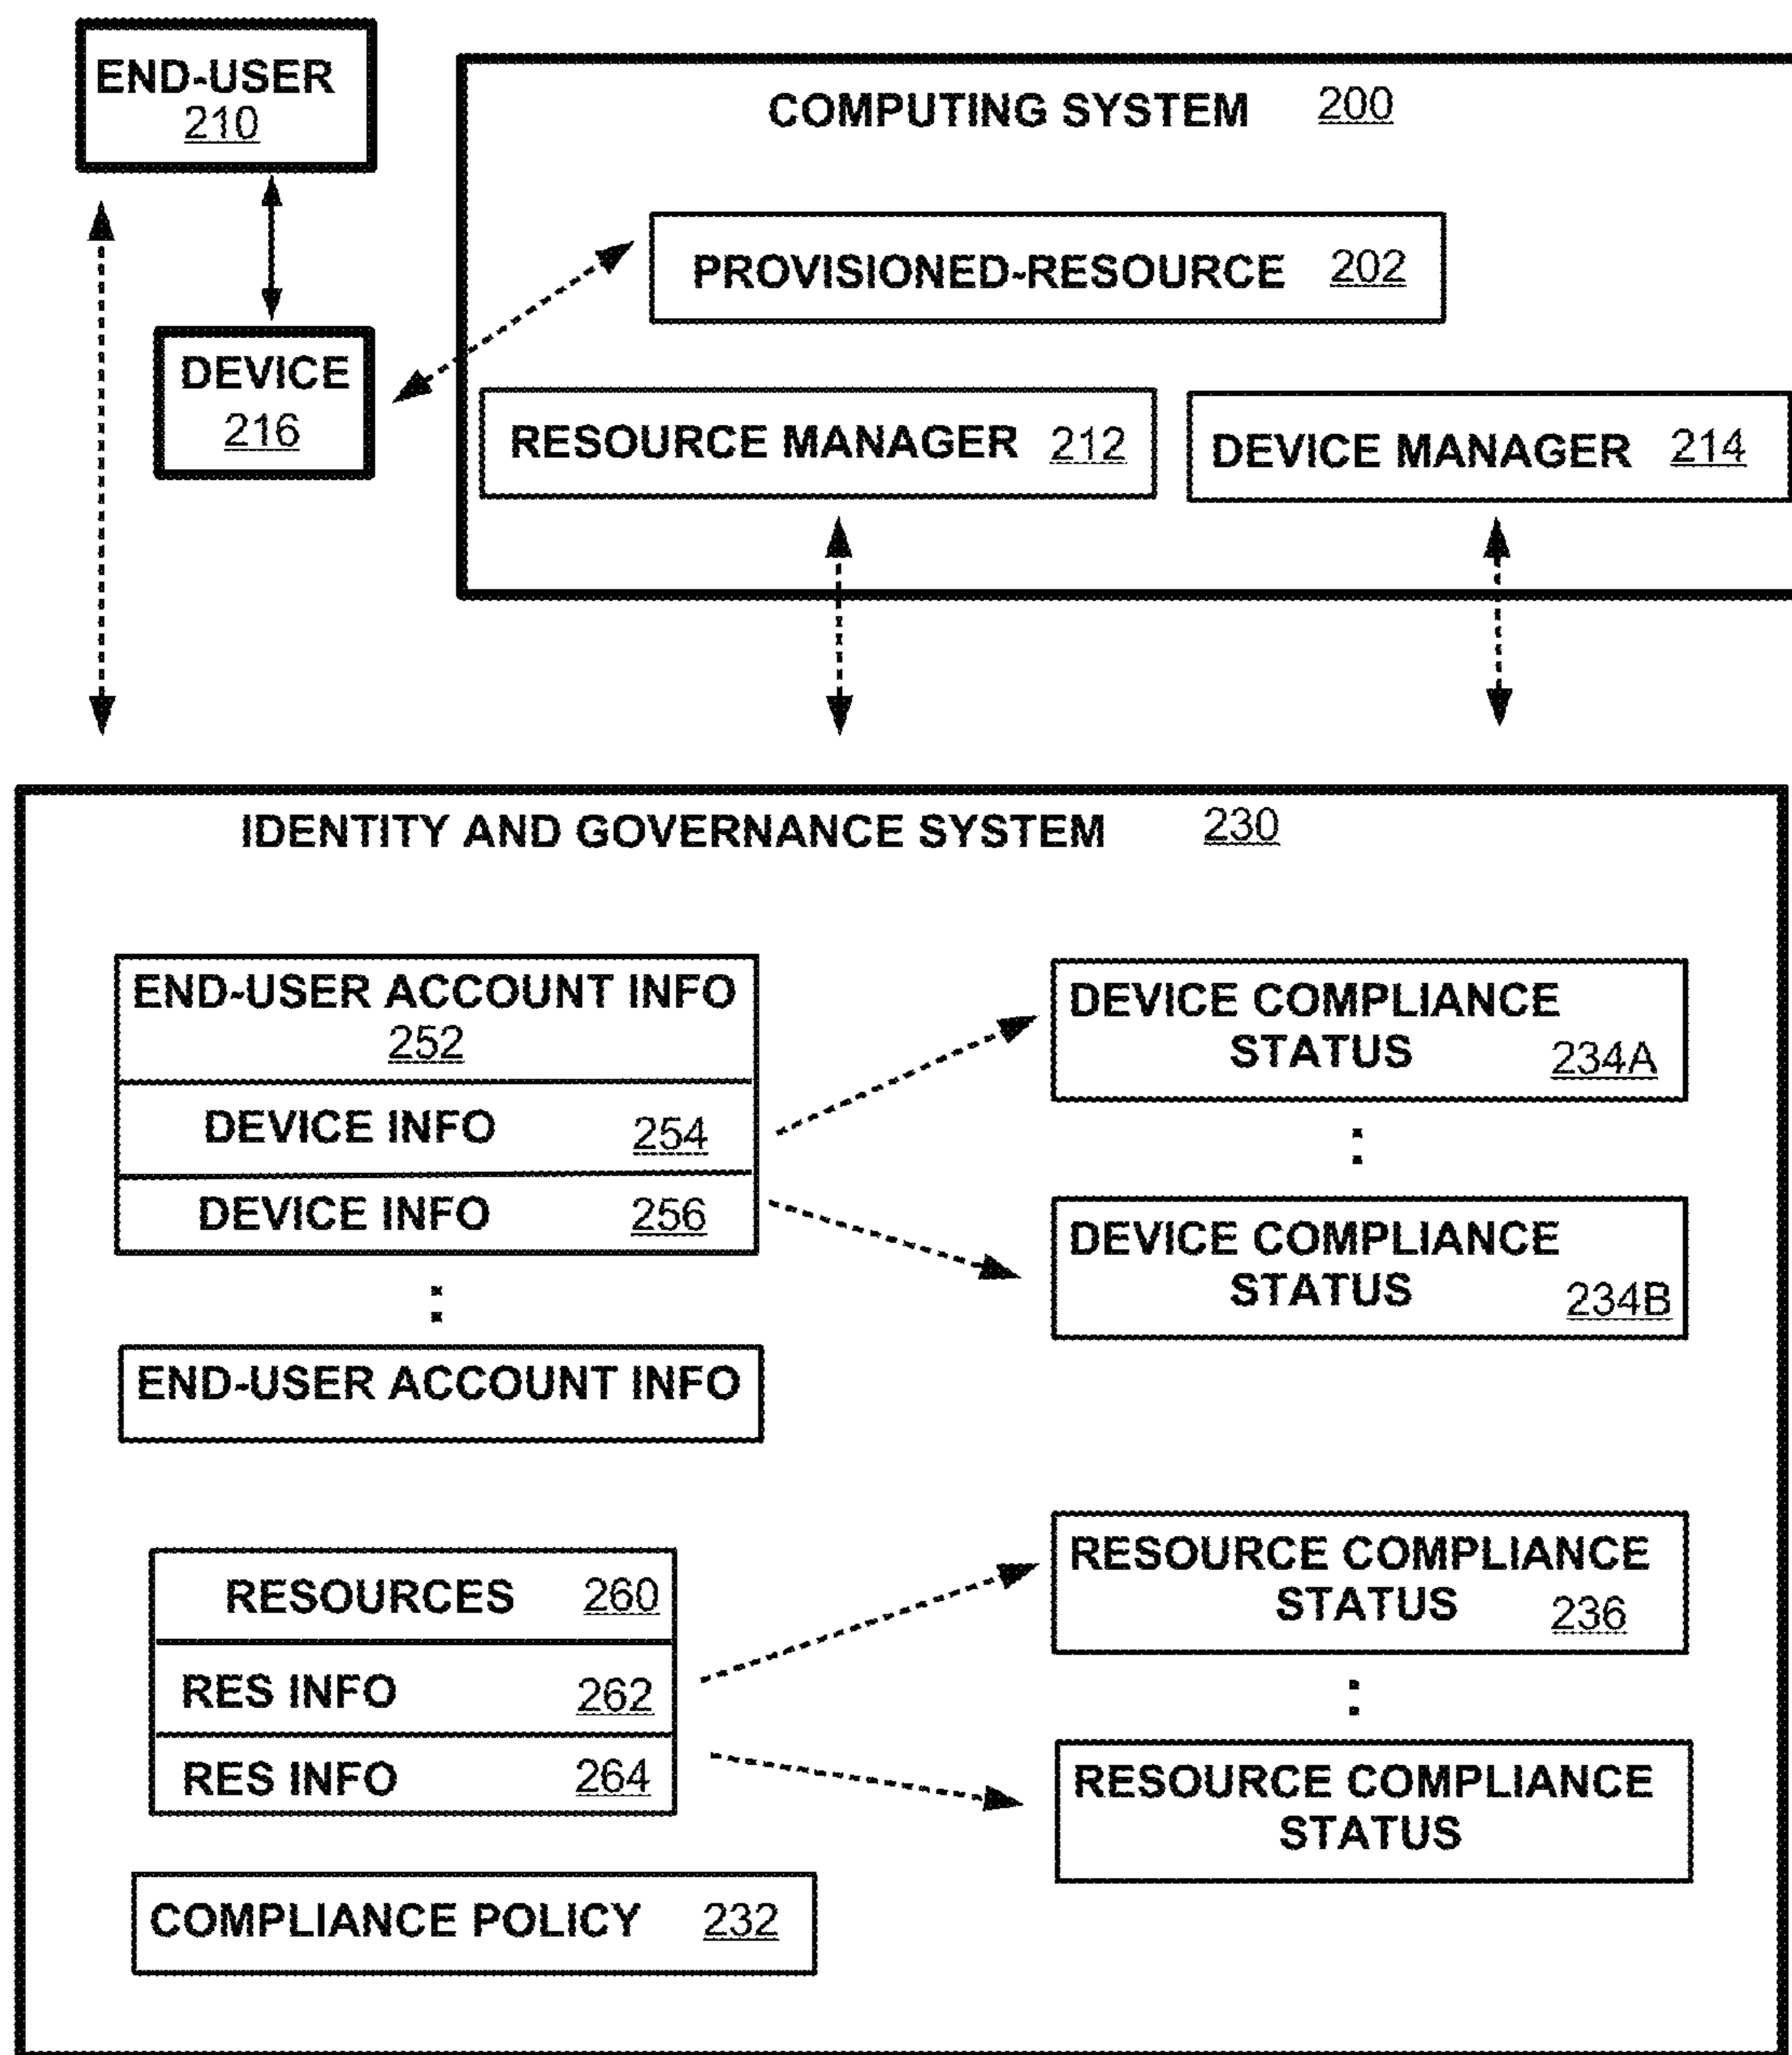 END-USER
210
COMPUTING SYSTEM 200
PROVISIONED-RESOURCE 202
DEVICE
216
RESOURCE MANAGER 212
DEVICE MANAGER 214
IDENTITY AND GOVERNANCE SYSTEM 230
END-USER ACCOUNT INFO
252
DEVICE INFO 254
DEVICE INFO 256
:
END-USER ACCOUNT INFO
DEVICE COMPLIANCE
STATUS 234A
:
DEVICE COMPLIANCE
STATUS 234B
RESOURCES 260
RES INFO 262
RES INFO 264
RESOURCE COMPLIANCE
STATUS 236
:
RESOURCE COMPLIANCE
STATUS
COMPLIANCE POLICY 232